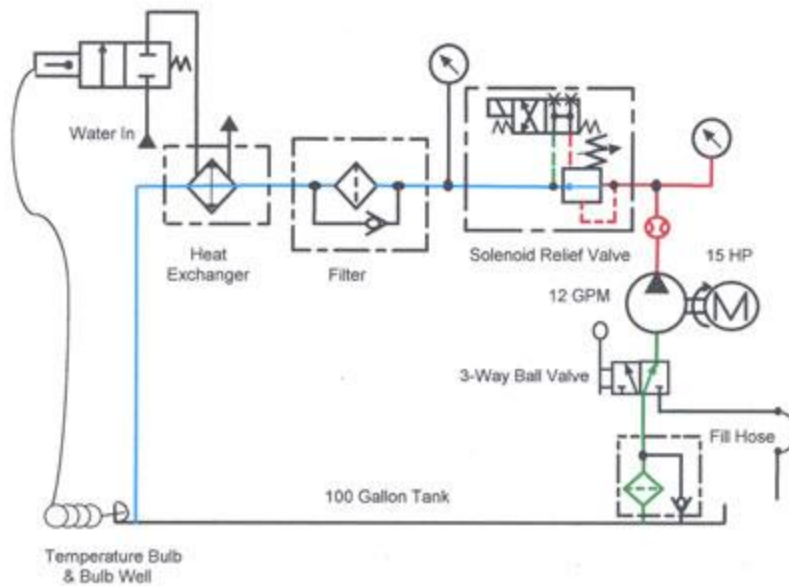 Water In
Heat
Exchanger
Filter
Solenoid Relief Valve
15 HP
12 GPM
M
3-Way Ball Valve
Fill Hose
100 Gallon Tank
Temperature Bulb
& Bulb Well